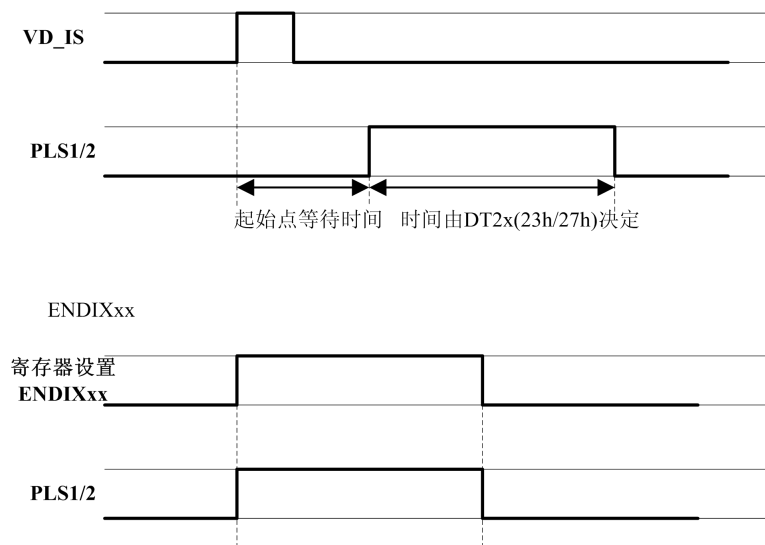 VD_IS
PLS1/2
起始点等待时间 时间由DT2x(23h/27h)决定
ENDIXxx
寄存器设置
ENDIXxx
PLS1/2